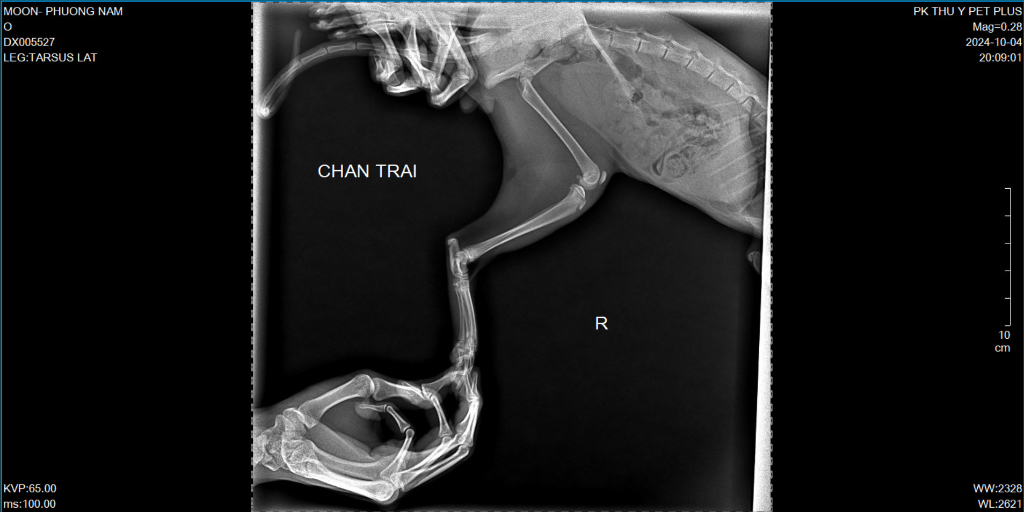 MOON- PHUONG NAM
O
DX005527
LEG:TARSUS LAT
PK THU Y PET PLUS
Mag=0.28
2024-10-04
20:09:01
CHAN TRAI
R
10
cm
KVP:65.00
ms:100.00
WW:2328
WL:2621